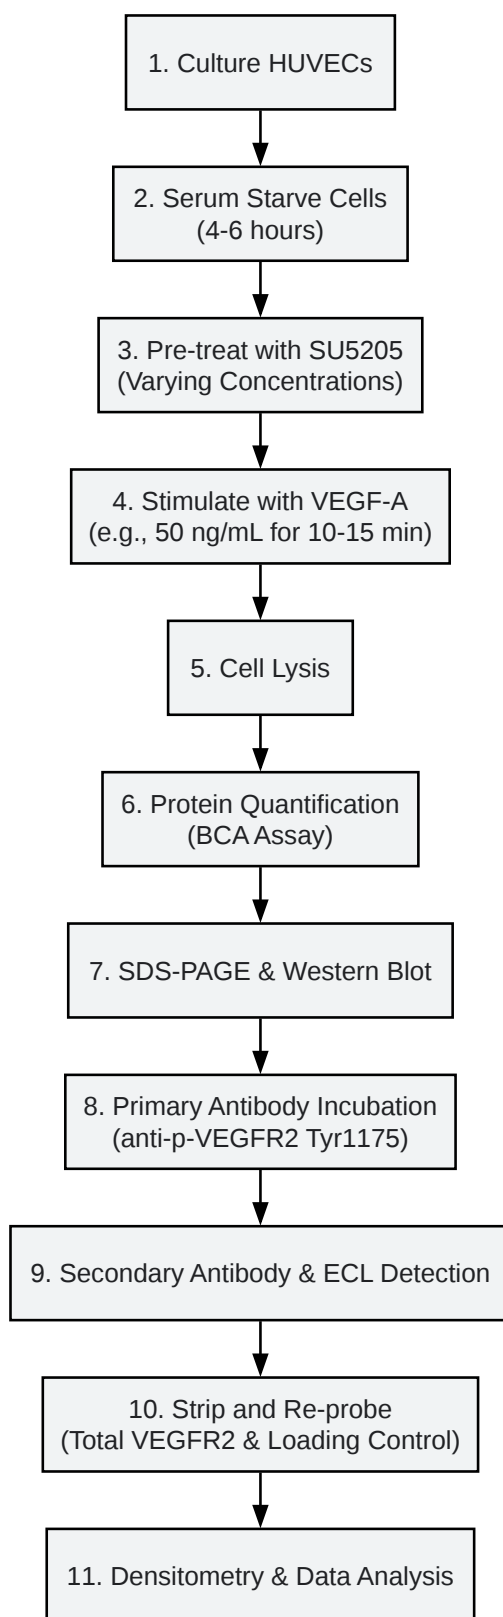 1. Culture HUVECs
2. Serum Starve Cells
(4-6 hours)
3. Pre-treat with SU5205
(Varying Concentrations)
4. Stimulate with VEGF-A
(e.g., 50 ng/mL for 10-15 min)
5. Cell Lysis
6. Protein Quantification
(BCA Assay)
7. SDS-PAGE & Western Blot
8. Primary Antibody Incubation
(anti-p-VEGFR2 Tyr1175)
9. Secondary Antibody & ECL Detection
10. Strip and Re-probe
(Total VEGFR2 & Loading Control)
11. Densitometry & Data Analysis